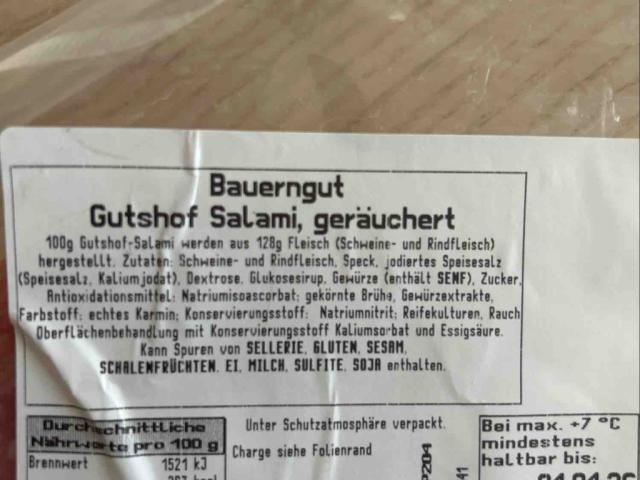 Bauerngut
Gutshof Salami, geräuchert
100g Gutshof-Salami werden aus 128g Fleisch (Schweine- und Rindfleisch)
hergestellt. Zutaten: Schweine- und Rindfleisch, Speck, jodiertes Speisesalz
(Speisesalz, Kaliumjodat), Dextrose, Glukosesirup, Gewürze (enthält SENF), Zucker,
Antioxidationsmittel: Natriumisoascorbat; gekörnte Brühe, Gewürzextrakte,
Farbstoff: echtes Karmin; Konservierungsstoff: Natriumnitrit; Reifekulturen, Rauch
Oberflächenbehandlung mit Konservierungsstoff Kaliumsorbat und Essigsäure.
Kann Spuren von SELLERIE, GLUTEN, SESAM,
SCHALENFRÜCHTEN, EI, MILCH, SULFITE, SOJA enthalten.
Durchschnittliche
Nährwerte pro 100 g
Brennwert 1521 kJ
Unter Schutzatmosphäre verpackt.
Charge siehe Folienrand
P204
41
Bei max. +7 °C
mindestens
haltbar bis: